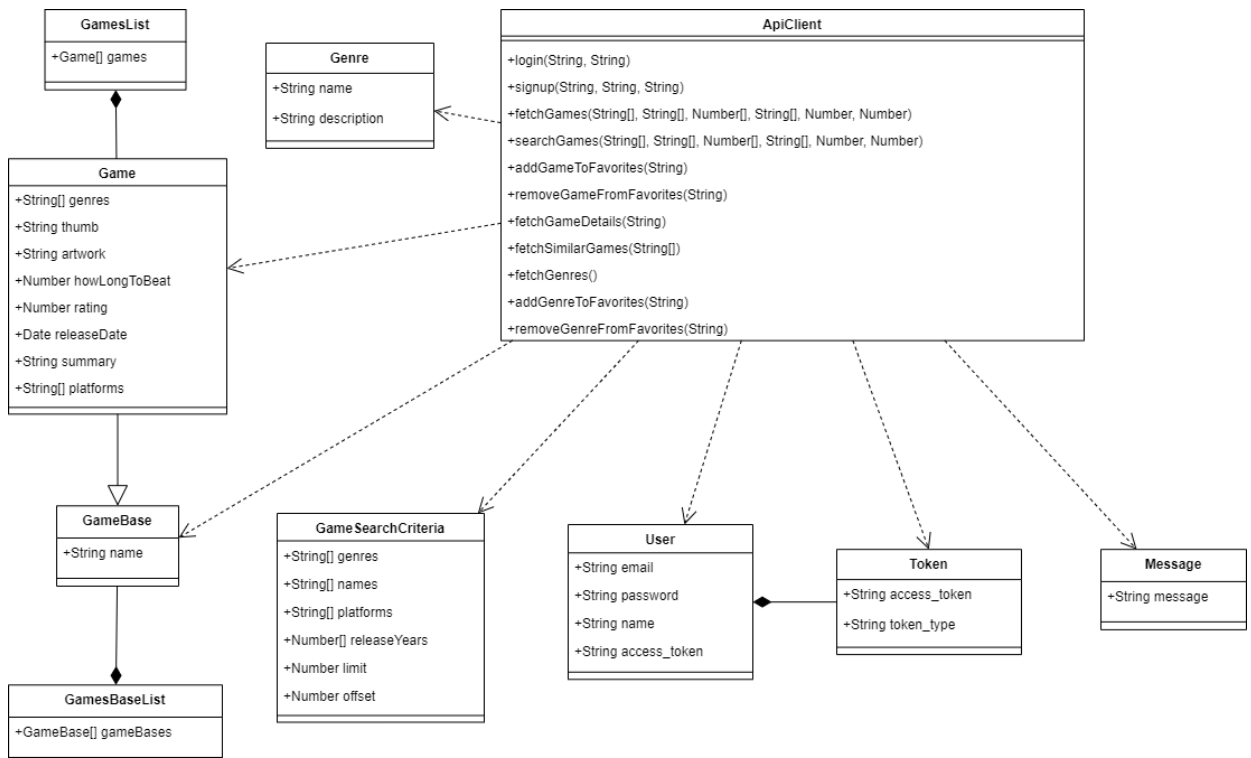 GamesList
+Game[] games
Genre
+String name
+String description
ApiClient
+login(String, String)
+signup(String, String, String)
+fetchGames(String[], String[], Number[], String[], Number, Number)
+searchGames(String[], String[], Number[], String[], Number, Number)
+addGameToFavorites(String)
+removeGameFromFavorites(String)
+fetchGameDetails(String)
+fetchSimilarGames(String[])
+fetchGenres()
+addGenreToFavorites(String)
+removeGenreFromFavorites(String)
Game
+String[] genres
+String thumb
+String artwork
+Number howLongToBeat
+Number rating
+Date releaseDate
+String summary
+String[] platforms
GameBase
+String name
GameSearchCriteria
+String[] genres
+String[] names
+String[] platforms
+Number[] releaseYears
+Number limit
+Number offset
User
+String email
+String password
+String name
+String access_token
Token
+String access_token
+String token_type
Message
+String message
GamesBaseList
+GameBase[] gameBases